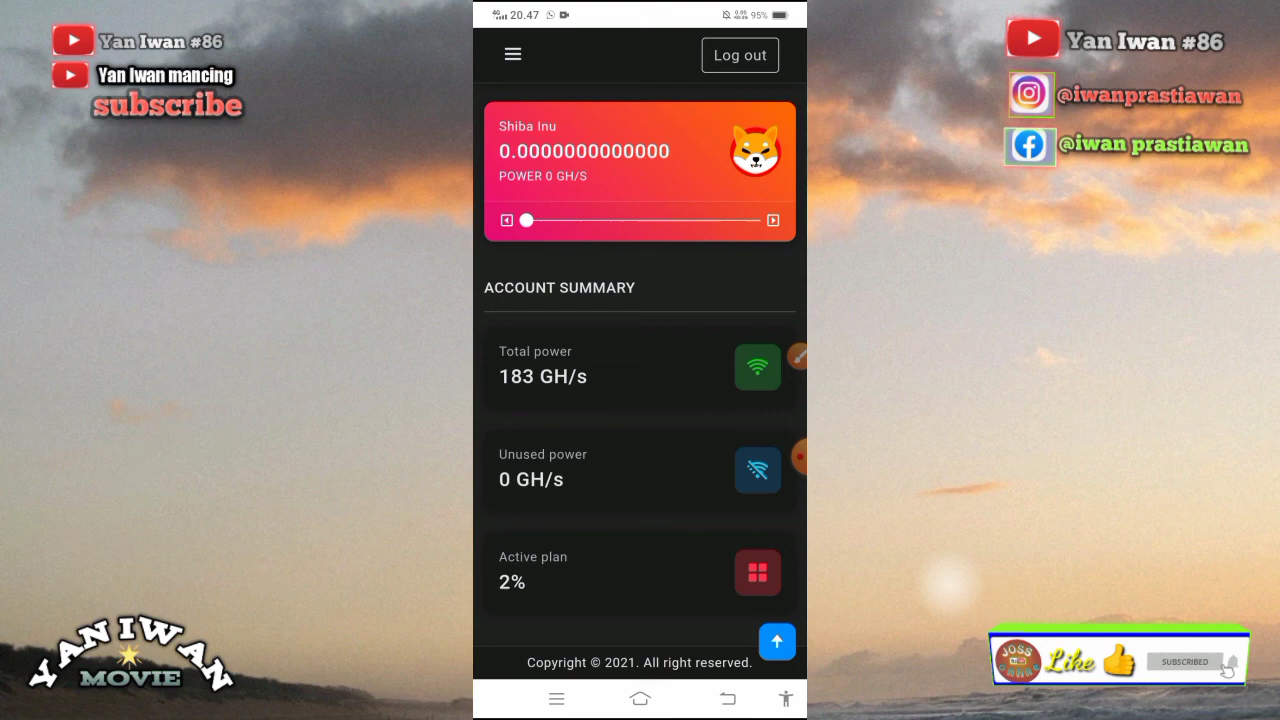 Yan Iwan #86
Yan Iwan mancing
subscribe
4G 20.47
95%
Log out
Shiba Inu
0.0000000000000
POWER 0 GH/S
ACCOUNT SUMMARY
Total power
183 GH/s
Unused power
0 GH/s
Active plan
2%
Copyright © 2021. All right reserved.
Yan Iwan #86
@iwanprastiawan
@iwan prastiawan
YAN IWAN
MOVIE
JOSS
Like
SUBSCRIBED